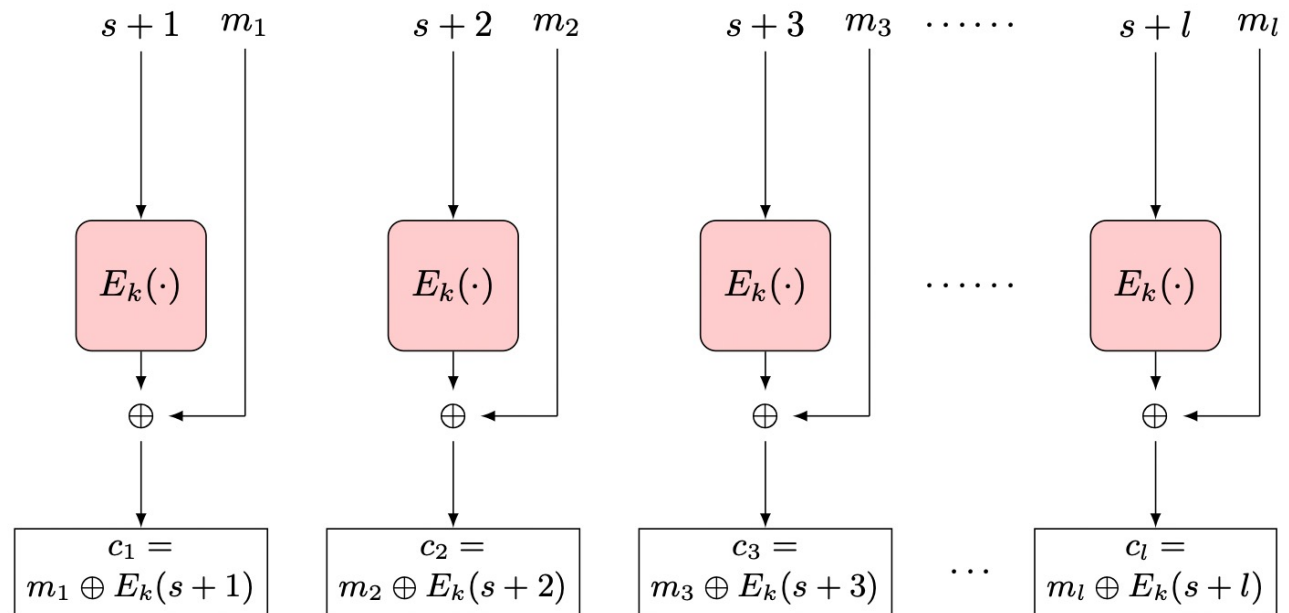 s + 1 m₁ s + 2 m₂ s + 3 m₃ ······ s + l mₗ
Eₖ(·) Eₖ(·) Eₖ(·) ······ Eₖ(·)
⊕ ⊕ ⊕ ⊕
c₁ = c₂ = c₃ = cₗ =
m₁ ⊕ Eₖ(s + 1) m₂ ⊕ Eₖ(s + 2) m₃ ⊕ Eₖ(s + 3) ··· mₗ ⊕ Eₖ(s + l)